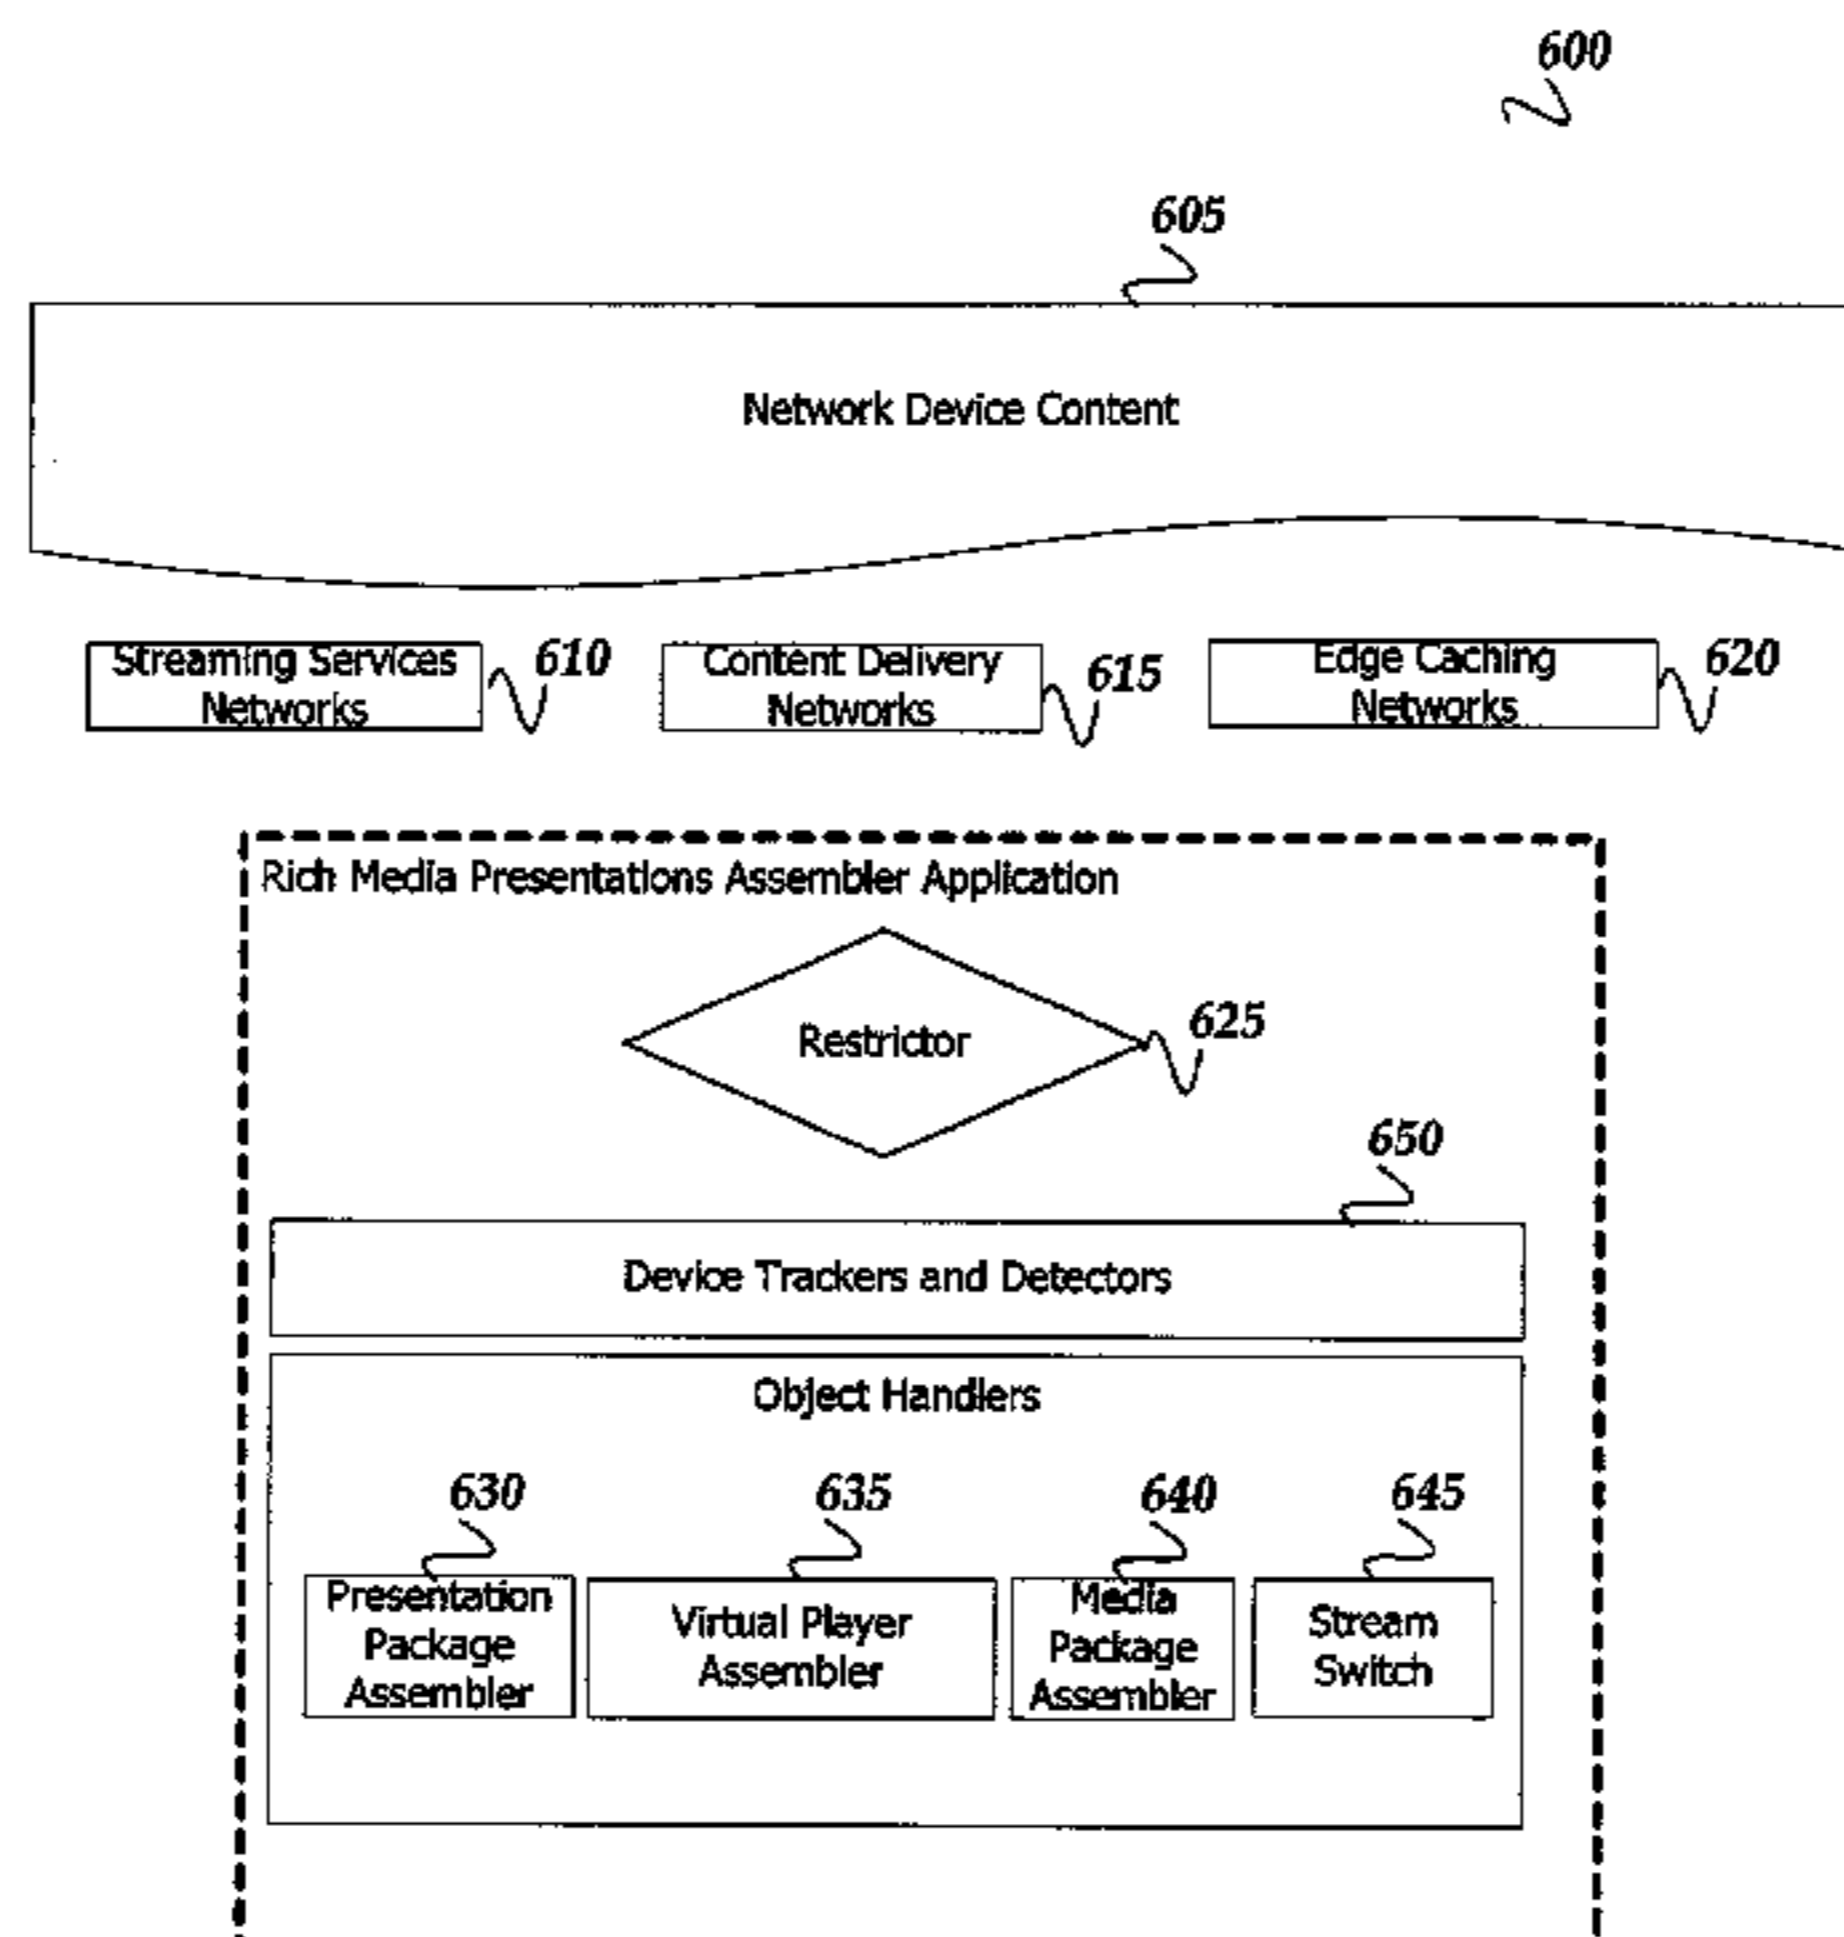 600
605
Network Device Content
Streaming Services
Networks
610
Content Delivery
Networks
615
Edge Caching
Networks
620
Rich Media Presentations Assembler Application
Restrictor
625
650
Device Trackers and Detectors
Object Handlers
630
635
640
645
Presentation
Package
Assembler
Virtual Player
Assembler
Media
Package
Assembler
Stream
Switch